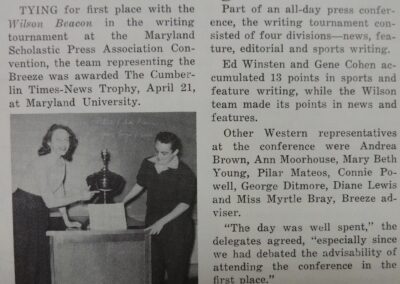 TYING for first place with the
Wilson Beacon in the writing
tournament at the Maryland
Scholastic Press Association Con-
vention, the team representing the
Breeze was awarded The Cumber-
lin Times-News Trophy, April 21,
at Maryland University.
Part of an all-day press confer-
ence, the writing tournament con-
sisted of four divisions—news, fea-
ture, editorial and sports writing.
Ed Winsten and Gene Cohen ac-
cumulated 13 points in sports and
feature writing, while the Wilson
team made its points in news and
features.
Other Western representatives
at the conference were Andrea
Brown, Ann Moorhouse, Mary Beth
Young, Pilar Mateos, Connie Po-
well, George Ditmore, Diane Lewis
and Miss Myrtle Bray, Breeze ad-
viser.
"The day was well spent," the
delegates agreed, "especially since
we had debated the advisability of
attending the conference in the
first place."